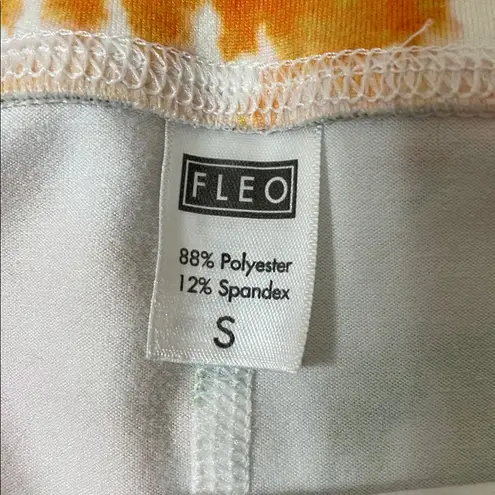 FLEO
88% Polyester
12% Spandex
S